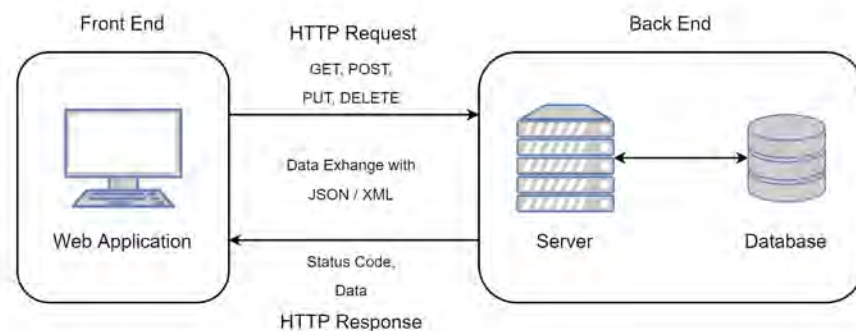 Front End
HTTP Request
Back End
GET, POST,
PUT, DELETE
Data Exhange with
JSON / XML
Web Application
Server
Database
Status Code,
Data
HTTP Response